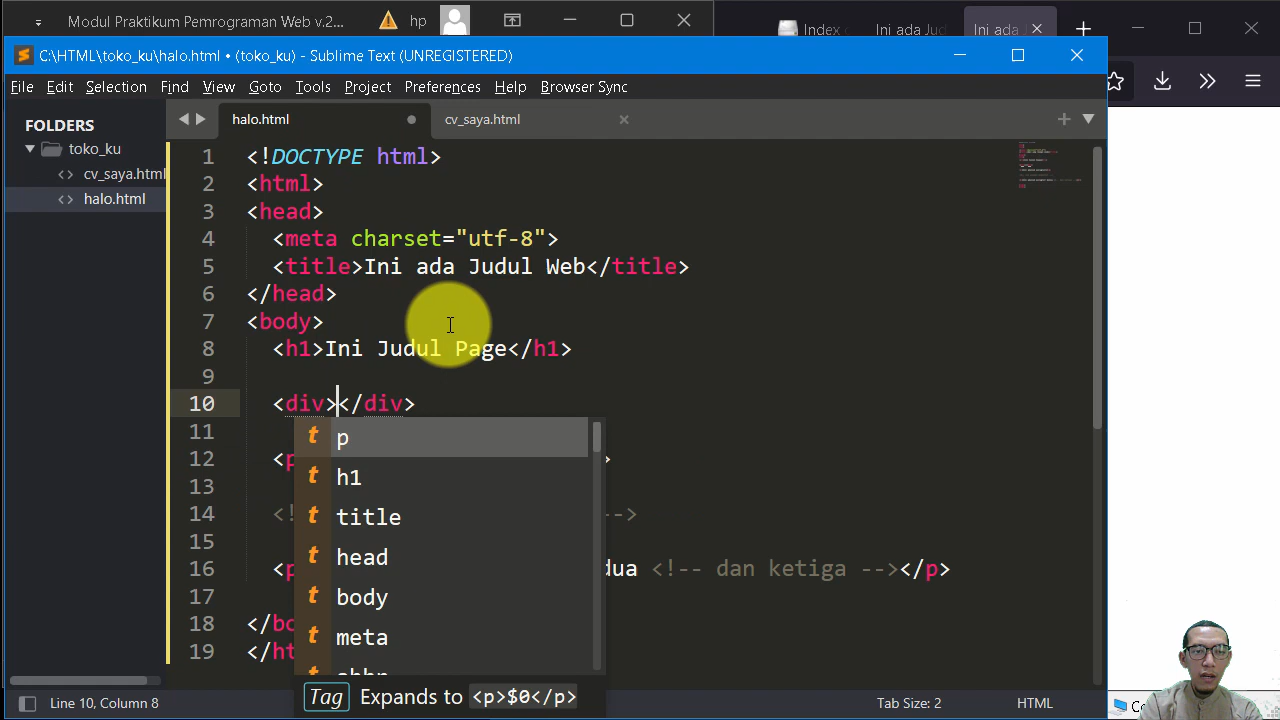 Modul Praktikum Pemrograman Web v.2...
hp
Index
Ini ada Jud
Ini ada J
C:\HTML\toko_ku\halo.html • (toko_ku) - Sublime Text (UNREGISTERED)
File Edit Selection Find View Goto Tools Project Preferences Help Browser Sync
FOLDERS
toko_ku
cv_saya.html
halo.html
halo.html
cv_saya.html
1 <!DOCTYPE html>
2 <html>
3 <head>
4 <meta charset="utf-8">
5 <title>Ini ada Judul Web</title>
6 </head>
7 <body>
8 <h1>Ini Judul Page</h1>
9
10 <div></div>
11
12 <p >
13
14 <! -->
15
16 <p dua <!-- dan ketiga --></p>
17
18 </bo
19 </ht
t p
t h1
t title
t head
t body
t meta
t
Tag Expands to <p>$0</p>
Line 10, Column 8
Tab Size: 2
HTML